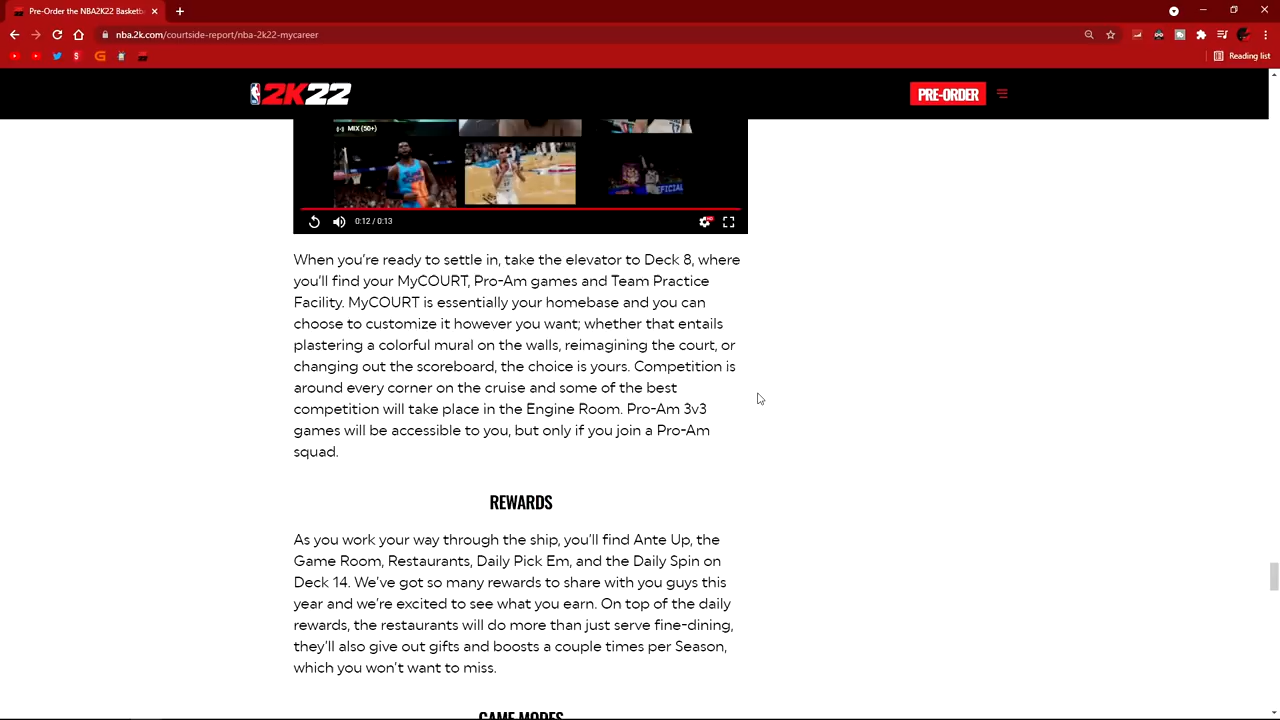 Pre-Order the NBA2K22 Basketb
nba.2k.com/courtside-report/nba-2k22-mycareer
Reading list
2K22
PRE-ORDER
MIX (50+)
0:12 / 0:13
HD
When you’re ready to settle in, take the elevator to Deck 8, where
you’ll find your MyCOURT, Pro-Am games and Team Practice
Facility. MyCOURT is essentially your homebase and you can
choose to customize it however you want; whether that entails
plastering a colorful mural on the walls, reimagining the court, or
changing out the scoreboard, the choice is yours. Competition is
around every corner on the cruise and some of the best
competition will take place in the Engine Room. Pro-Am 3v3
games will be accessible to you, but only if you join a Pro-Am
squad.
REWARDS
As you work your way through the ship, you’ll find Ante Up, the
Game Room, Restaurants, Daily Pick Em, and the Daily Spin on
Deck 14. We’ve got so many rewards to share with you guys this
year and we’re excited to see what you earn. On top of the daily
rewards, the restaurants will do more than just serve fine-dining,
they’ll also give out gifts and boosts a couple times per Season,
which you won’t want to miss.
GAME MODES